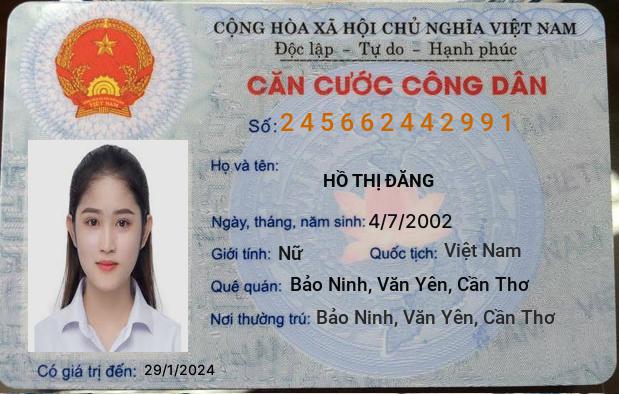 CỘNG HÒA XÃ HỘI CHỦ NGHĨA VIỆT NAM
Độc lập - Tự do - Hạnh phúc
CĂN CƯỚC CÔNG DÂN
Số: 245662442991
Họ và tên:
HỒ THỊ ĐĂNG
Ngày, tháng, năm sinh: 4/7/2002
Giới tính: Nữ Quốc tịch: Việt Nam
Quê quán: Bảo Ninh, Văn Yên, Cần Thơ
Nơi thường trú: Bảo Ninh, Văn Yên, Cần Thơ
Có giá trị đến: 29/1/2024
VIỆT NAM